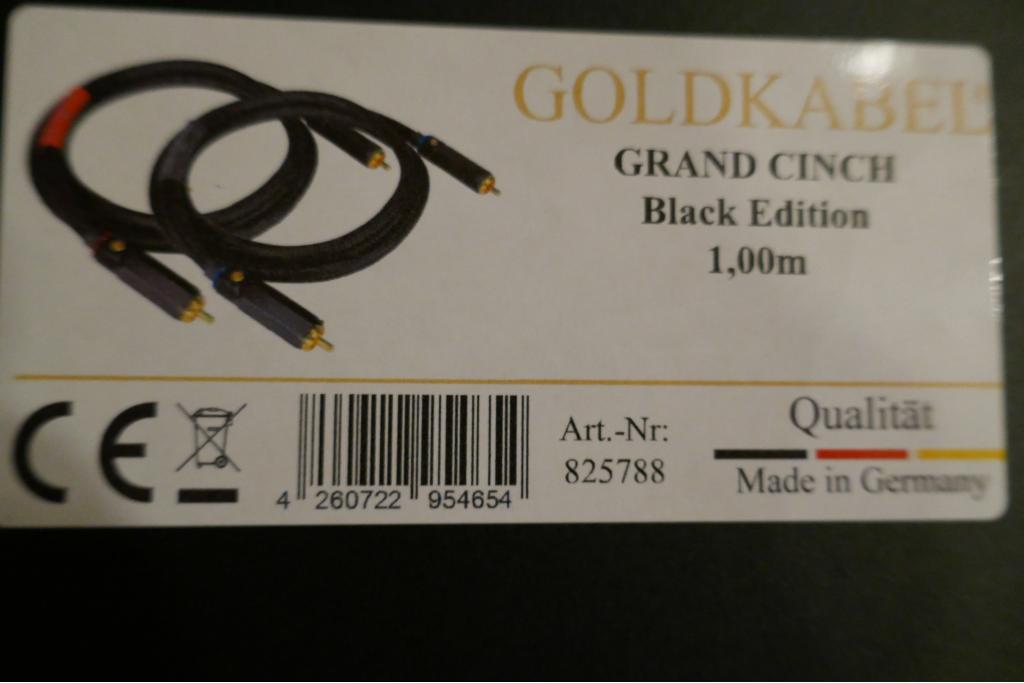 GOLDKABEL®
GRAND CINCH
Black Edition
1,00m
CE
4 260722 954654
Art.-Nr:
825788
Qualität
Made in Germany